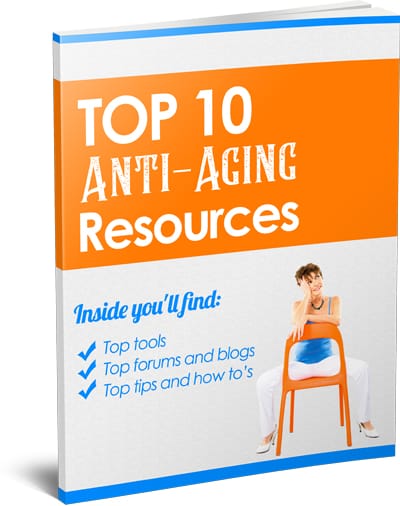 TOP 10
ANTI-AGING
Resources
Inside you'll find:
Top tools
Top forums and blogs
Top tips and how to's